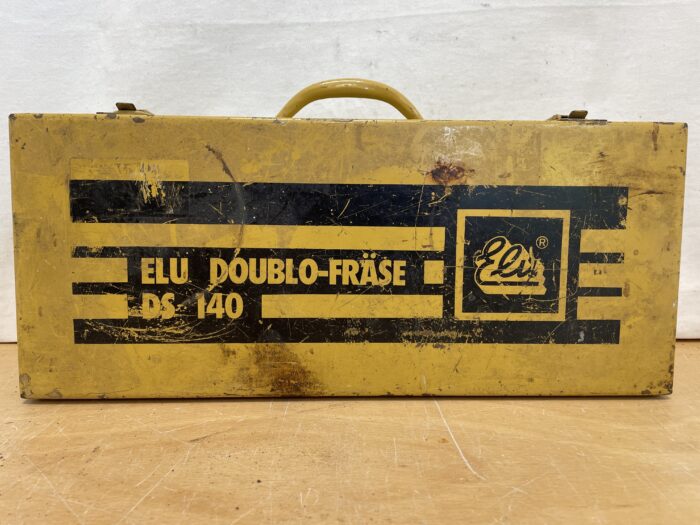 ELU DOUBLO-FRÄSE
DS 140
Elu ®